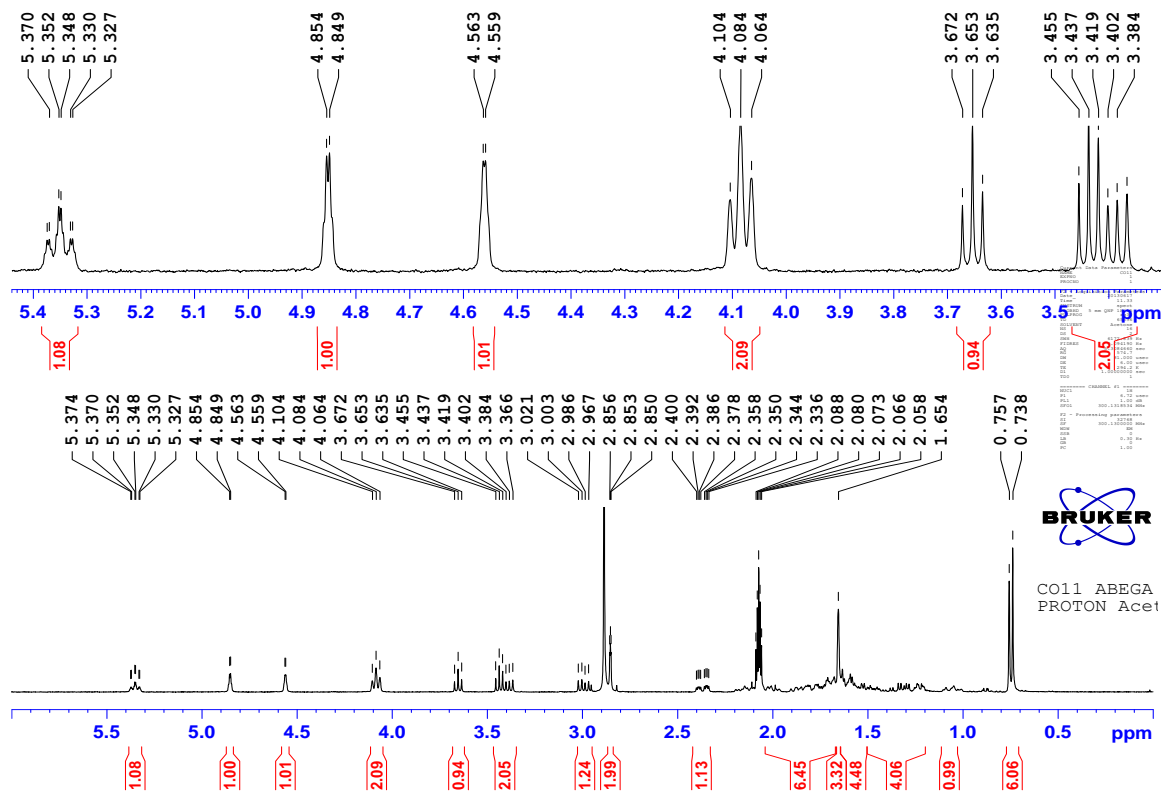 5.370 5.352 5.348 5.330 5.327 4.854 4.849 4.563 4.559 4.104 4.084 4.064 3.672 3.653 3.635 3.455 3.437 3.419 3.402 3.384
5.3 5.2 5.1 5.0 4.9 4.8 4.7 4.6 4.5 4.4 4.3 4.2 4.1 4.0 3.9 3.8 3.7 3.6 3.5 ppm
1.08 1.00 1.01 2.09 0.94 2.05
5.374 5.370 5.352 5.348 5.330 5.327 4.854 4.849 4.563 4.559 4.104 4.084 4.064 3.672 3.653 3.635 3.455 3.437 3.419 3.402 3.384 3.366 3.021 3.003 2.986 2.967 2.856 2.853 2.850 2.400 2.392 2.386 2.378 2.358 2.350 2.344 2.336 2.088 2.080 2.073 2.066 2.058 1.654 0.757 0.738
BRUKER
CO11 ABEGA
PROTON Acet
5.5 5.0 4.5 4.0 3.5 3.0 2.5 2.0 1.5 1.0 0.5 ppm
1.08 1.00 1.01 2.09 0.94 2.05 1.24 1.99 1.13 6.45 3.32 4.48 4.06 0.99 6.06